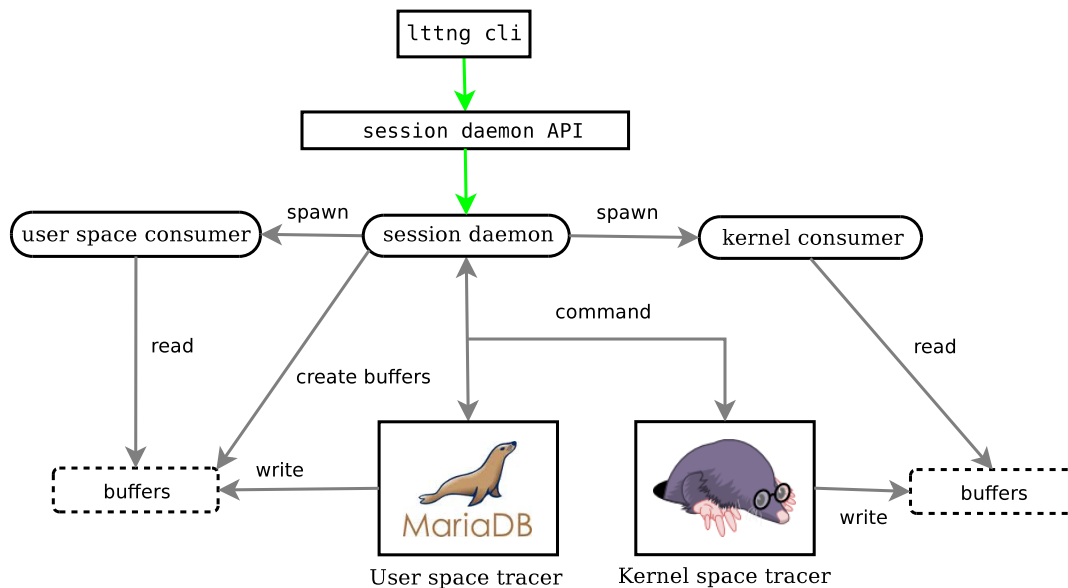 lttng cli
session daemon API
spawn
spawn
user space consumer
session daemon
kernel consumer
command
read
read
create buffers
write
buffers
buffers
MariaDB
write
User space tracer
Kernel space tracer